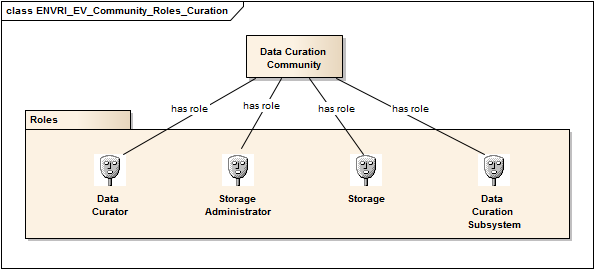 class ENVRI_EV_Community_Roles_Curation
Data Curation
Community
has role
has role
has role
has role
Roles
Data
Curator
Storage
Administrator
Storage
Data
Curation
Subsystem